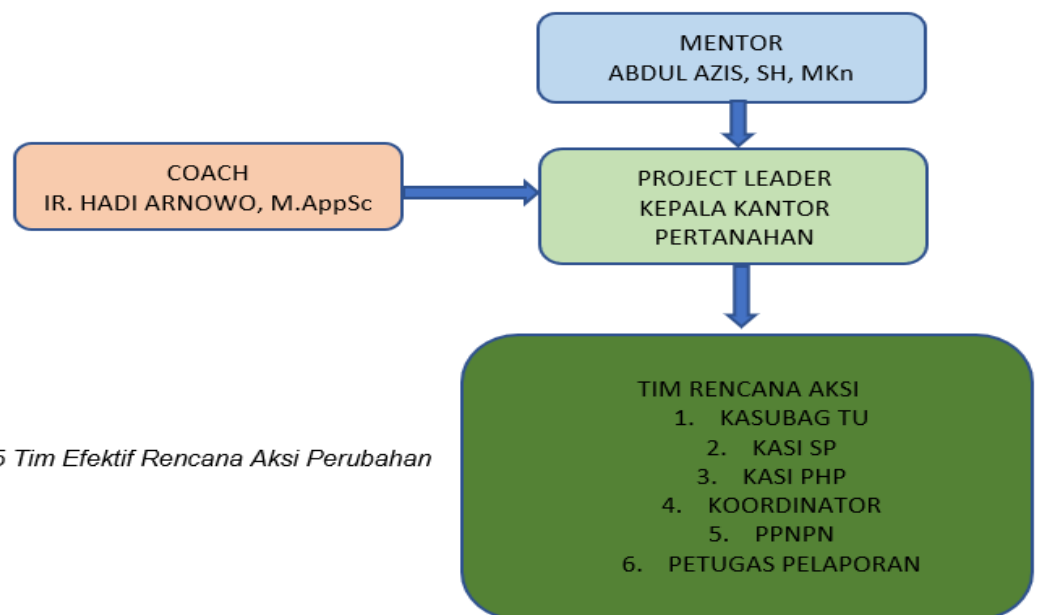 MENTOR
ABDUL AZIS, SH, MKn
COACH
IR. HADI ARNOWO, M.AppSc
PROJECT LEADER
KEPALA KANTOR
PERTANAHAN
TIM RENCANA AKSI
1. KASUBAG TU
2. KASI SP
3. KASI PHP
4. KOORDINATOR
5. PPNPN
6. PETUGAS PELAPORAN
5 Tim Efektif Rencana Aksi Perubahan